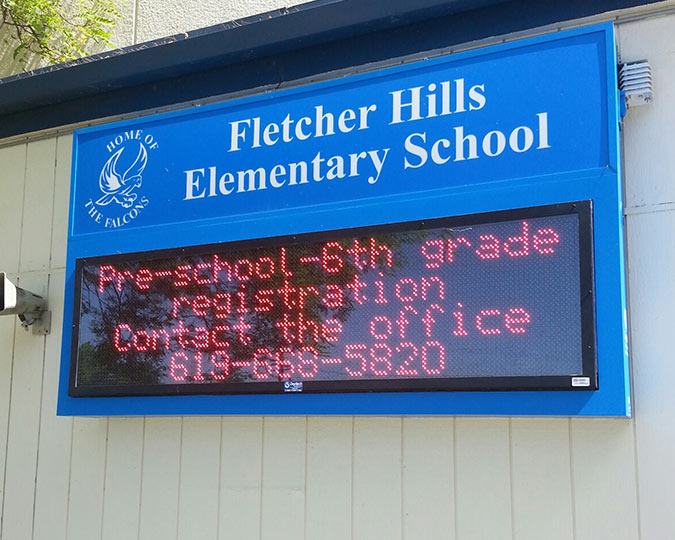 HOME OF
THE FALCONS
Fletcher Hills
Elementary School
Pre-school-6th grade
registration
Contact the office
619-668-5820